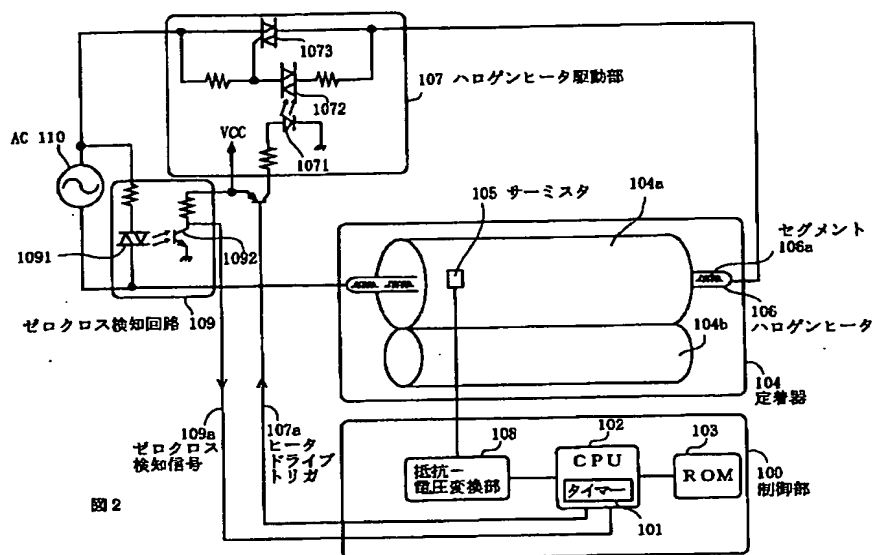 1073
1072
107 ハロゲンヒータ駆動部
1071
VCC
AC 110
1091
1092
109
ゼロクロス検知回路
105 サーミスタ
104a
セグメント
106a
106
ハロゲンヒータ
104b
104
定着器
109a
ゼロクロス
検知信号
107a
ヒータ
ドライブ
トリガ
108
抵抗－
電圧変換部
102
CPU
タイマー
101
103
ROM
100
制御部
図2